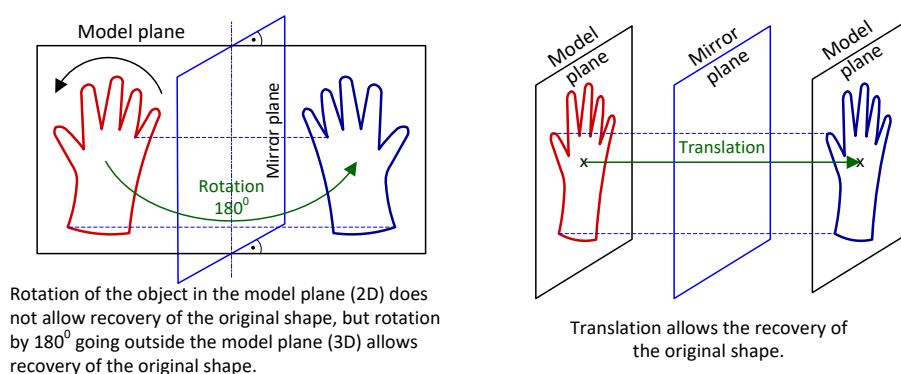 Model plane
Mirror plane
Rotation
180⁰
Rotation of the object in the model plane (2D) does
not allow recovery of the original shape, but rotation
by 180⁰ going outside the model plane (3D) allows
recovery of the original shape.
Model
plane
Mirror
plane
Model
plane
Translation
x
x
Translation allows the recovery of
the original shape.